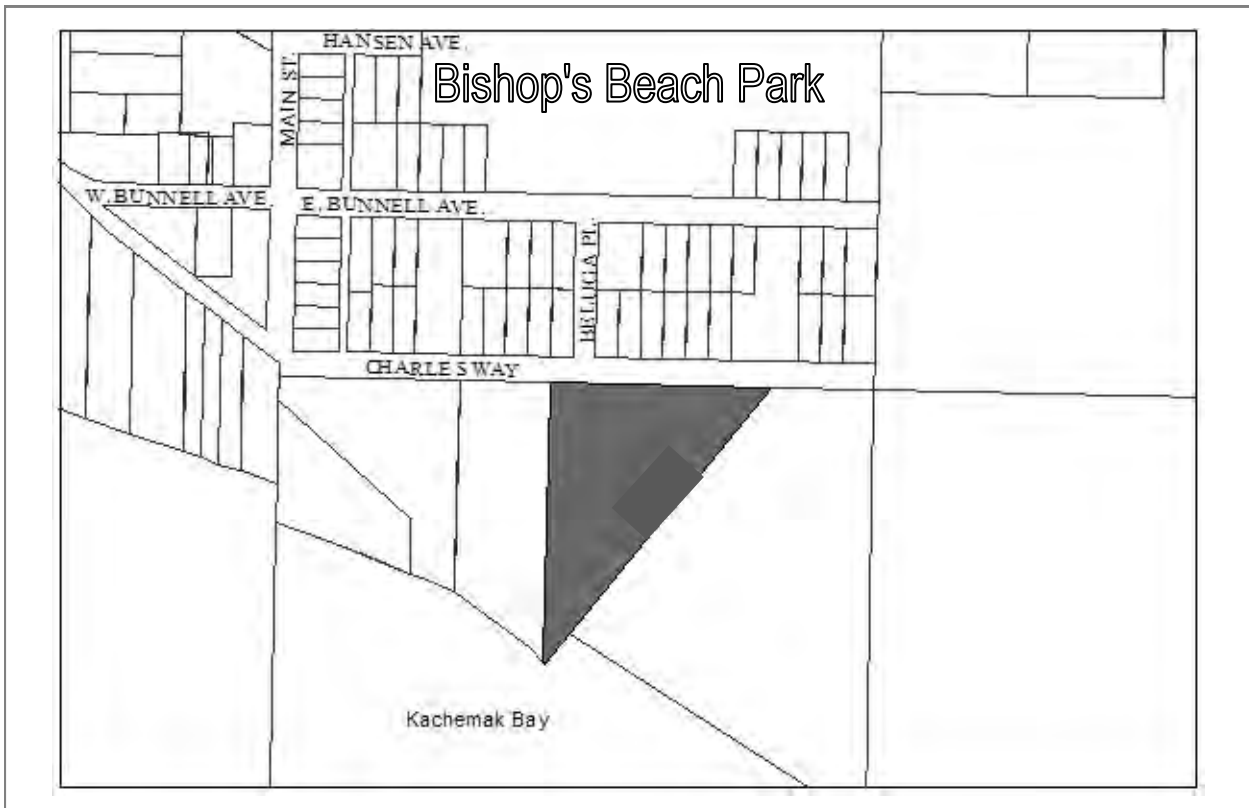 HANSEN AVE.
Bishop's Beach Park
MAIN ST.
W. BUNNELL AVE.
E. BUNNELL AVE.
BELUGA PL.
CHARLES WAY
Kachemak Bay